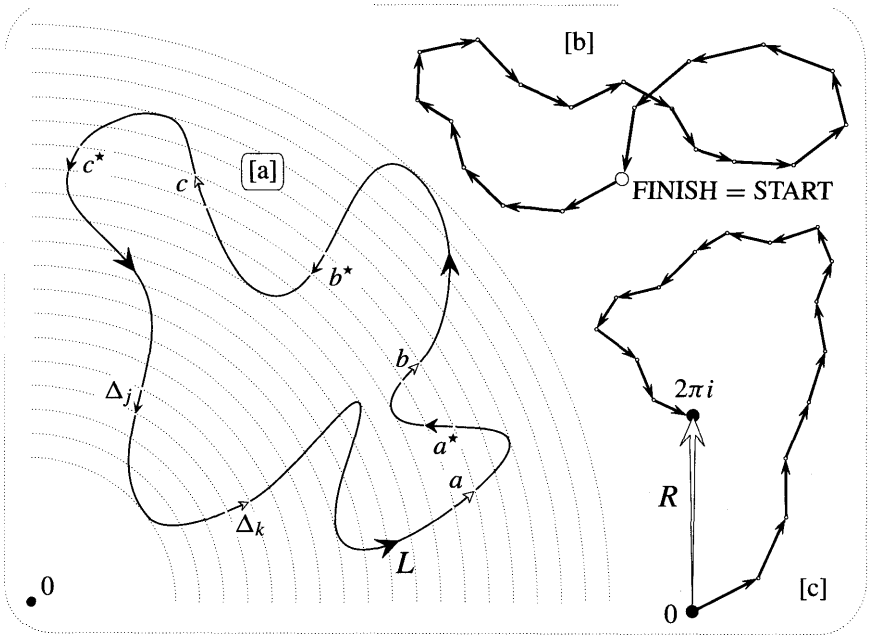 [b]
c*
[a]
c
FINISH = START
b*
b
2πi
Δj
a*
a
R
Δk
L
[c]
0
0